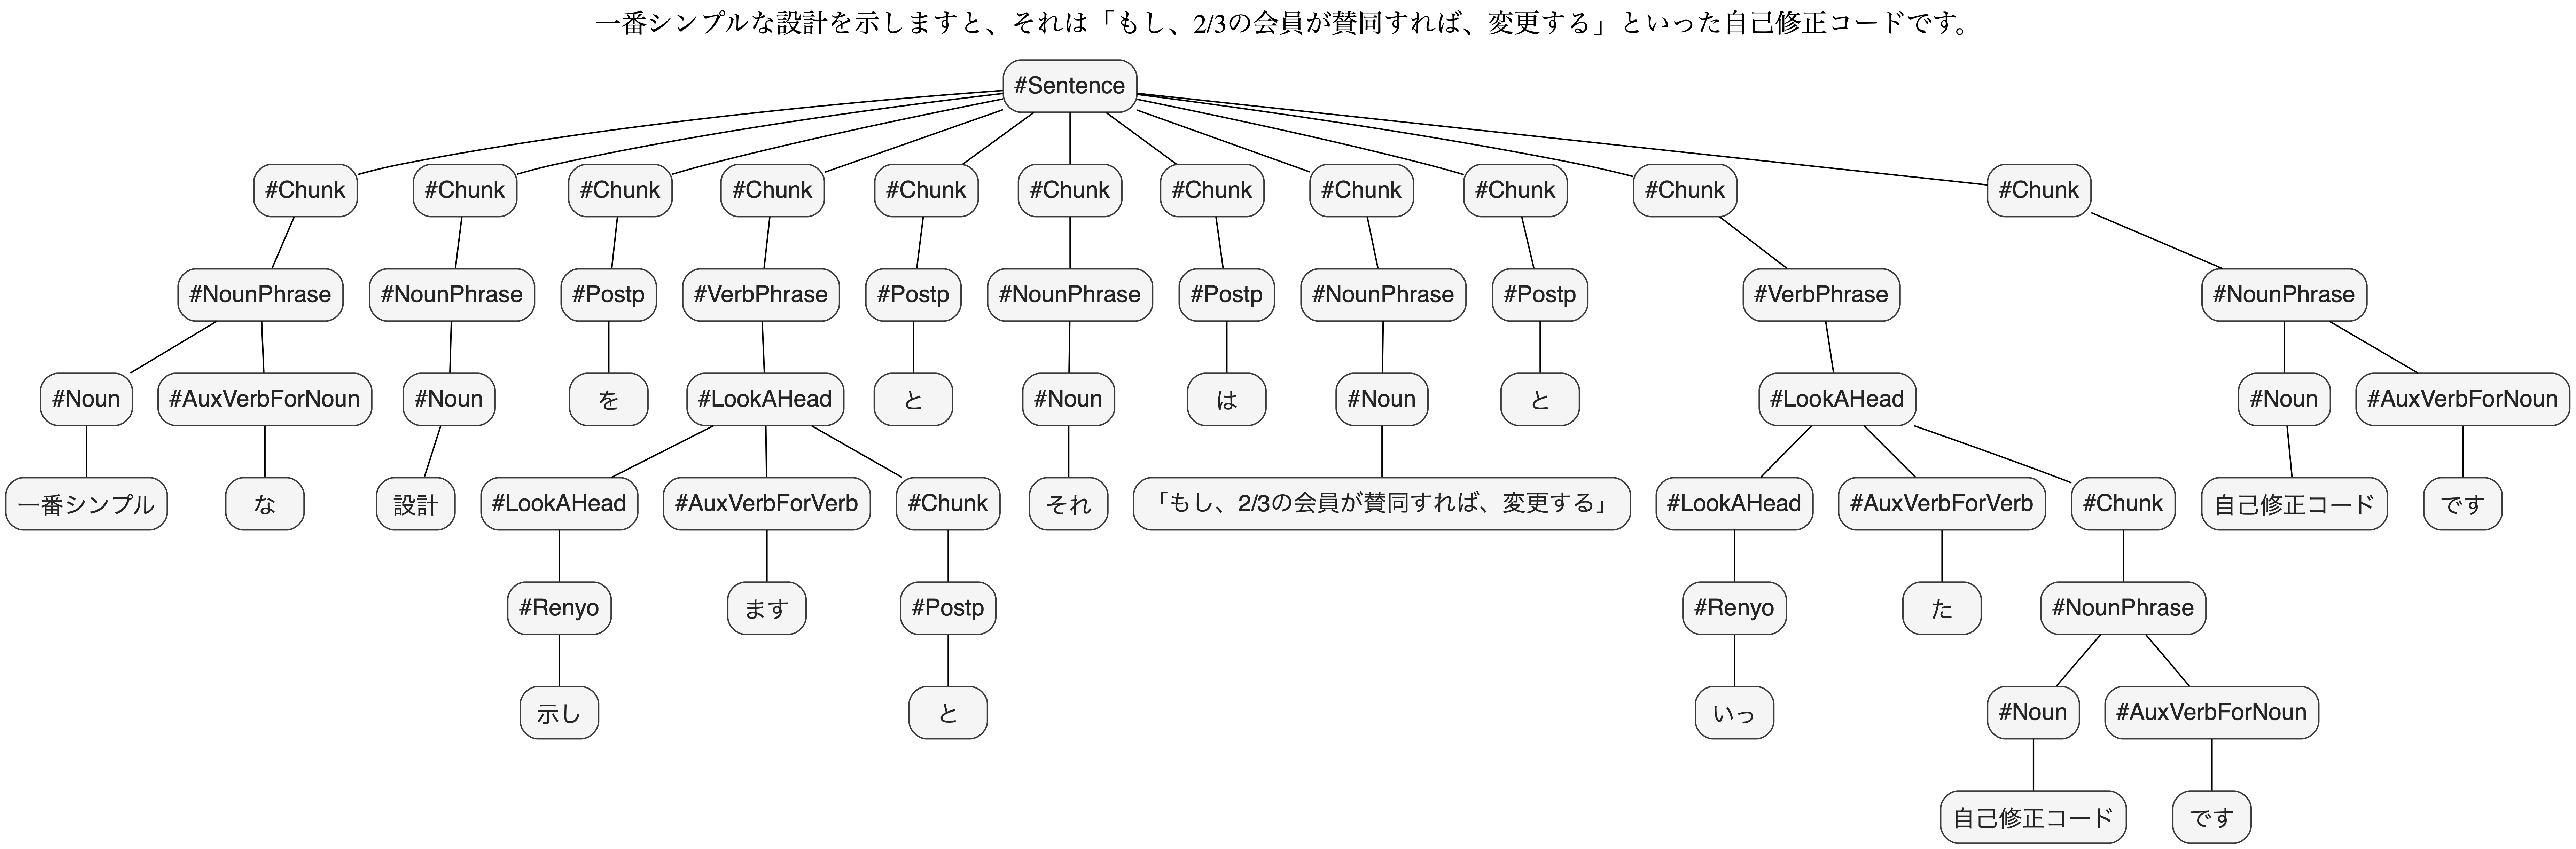 一番シンプルな設計を示しますと、それは「もし、2/3の会員が賛同すれば、変更する」といった自己修正コードです。
#Sentence
#Chunk #Chunk #Chunk #Chunk #Chunk #Chunk #Chunk #Chunk #Chunk #Chunk #Chunk
#NounPhrase #NounPhrase #Postp #VerbPhrase #Postp #NounPhrase #Postp #NounPhrase #Postp #VerbPhrase #NounPhrase
#Noun #AuxVerbForNoun #Noun を #LookAHead と #Noun は #Noun と #LookAHead #Noun #AuxVerbForNoun
一番シンプル な 設計 #LookAHead #AuxVerbForVerb #Chunk それ 「もし、2/3の会員が賛同すれば、変更する」 #LookAHead #AuxVerbForVerb #Chunk 自己修正コード です
#Renyo ます #Postp #Renyo た #NounPhrase
示し と いっ #Noun #AuxVerbForNoun
自己修正コード です